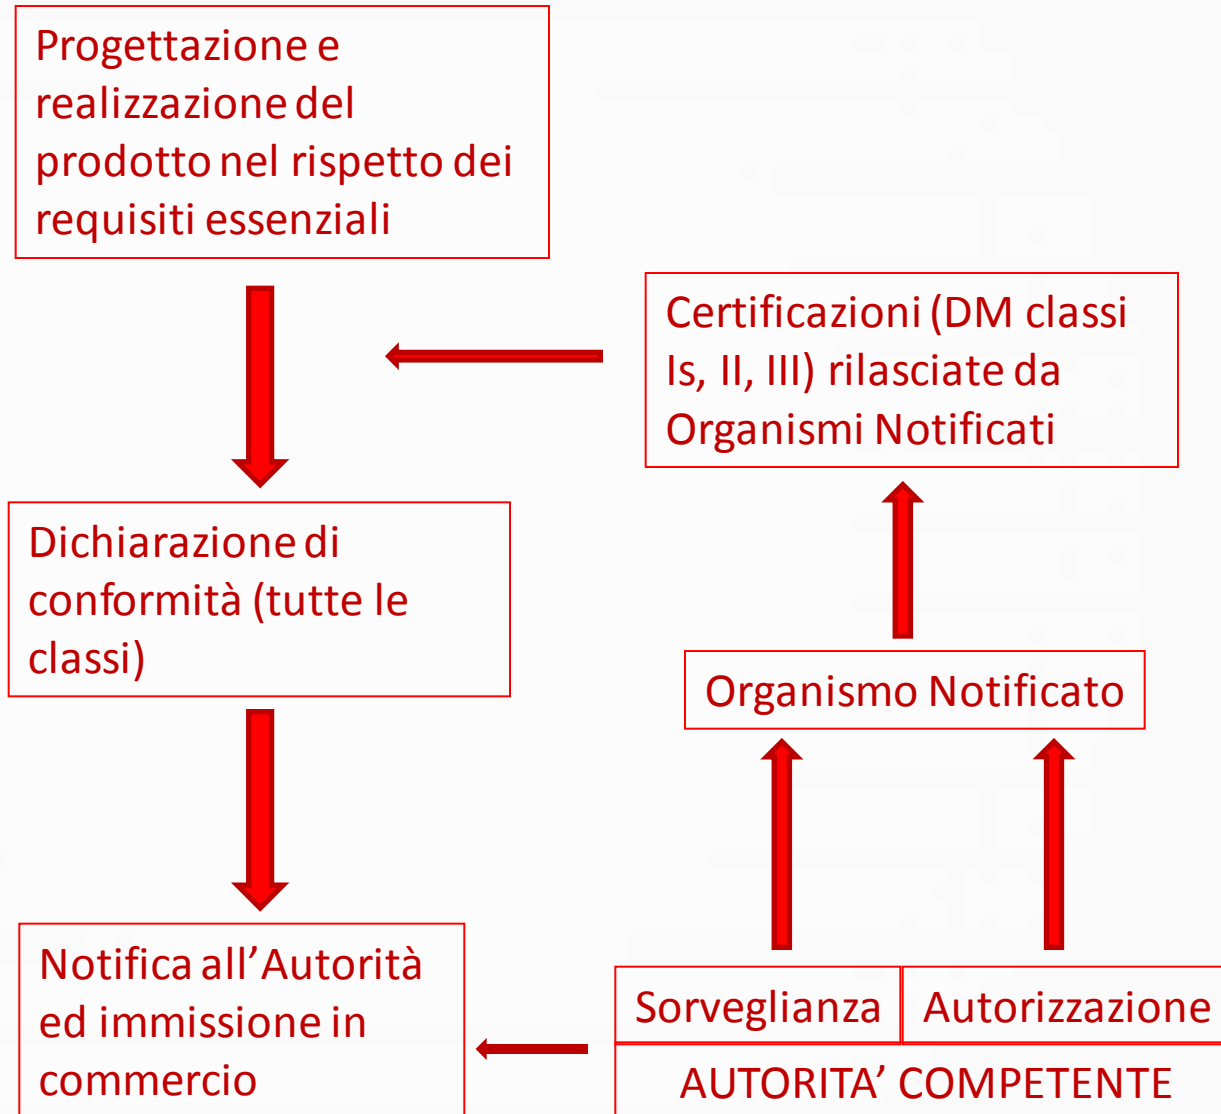 Progettazione e
realizzazione del
prodotto nel rispetto dei
requisiti essenziali
Certificazioni (DM classi
Is, II, III) rilasciate da
Organismi Notificati
Dichiarazione di
conformità (tutte le
classi)
Organismo Notificato
Notifica all’Autorità
ed immissione in
commercio
Sorveglianza
Autorizzazione
AUTORITA’ COMPETENTE